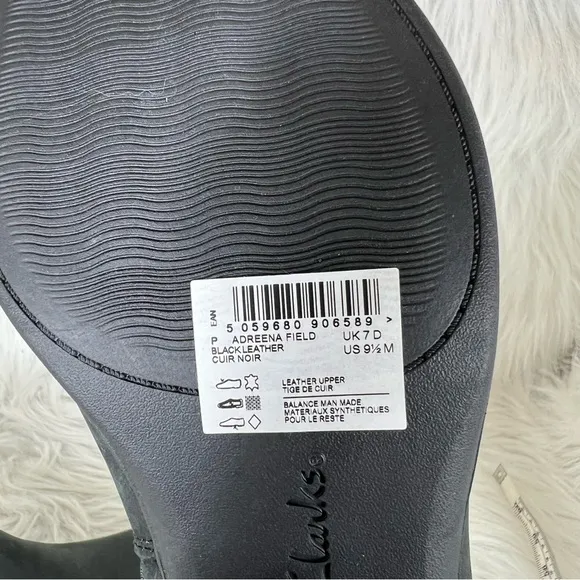 EAN
5 059680 906589 >
P ADREENA FIELD UK 7 D
BLACK LEATHER US 9½ M
CUIR NOIR
LEATHER UPPER
TIGE DE CUIR
BALANCE MAN MADE
MATERIAUX SYNTHETIQUES
POUR LE RESTE
Clarks®